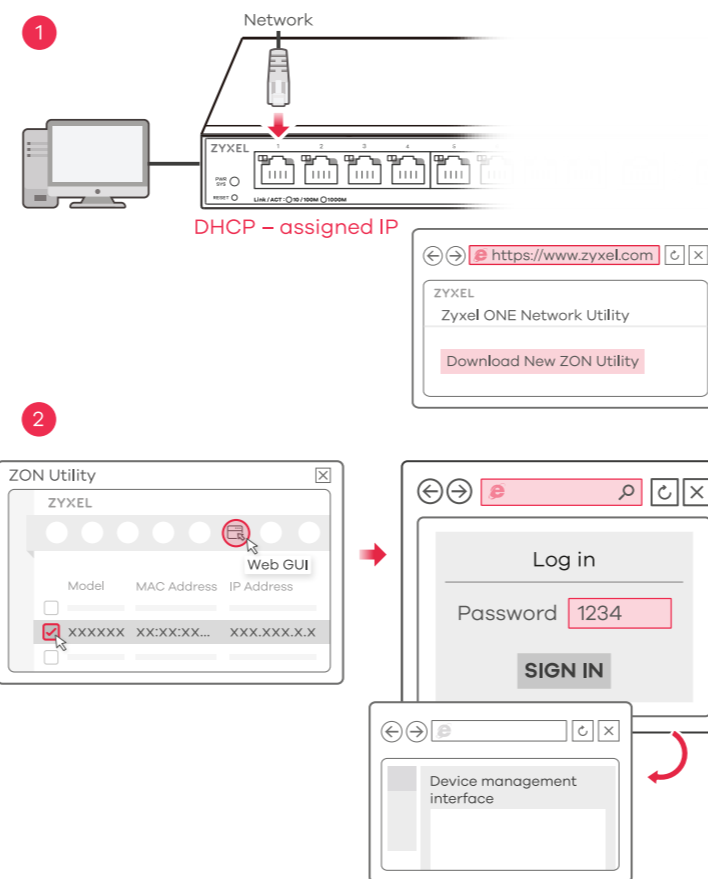 1
Network
ZYXEL
1 2 3 4 5
PWR
SYS
RESET
Link / ACT : 10 / 100M 1000M
DHCP – assigned IP
https://www.zyxel.com
ZYXEL
Zyxel ONE Network Utility
Download New ZON Utility
2
ZON Utility
ZYXEL
Web GUI
Model MAC Address IP Address
XXXXXX XX:XX:XX... XXX.XXX.X.X
Log in
Password 1234
SIGN IN
Device management
interface